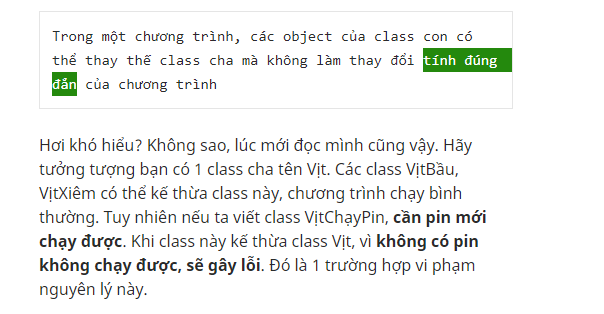 Trong một chương trình, các object của class con có
thể thay thế class cha mà không làm thay đổi tính đúng
đắn của chương trình
Hơi khó hiểu? Không sao, lúc mới đọc mình cũng vậy. Hãy
tưởng tượng bạn có 1 class cha tên Vịt. Các class VịtBầu,
VịtXiêm có thể kế thừa class này, chương trình chạy bình
thường. Tuy nhiên nếu ta viết class VịtChạyPin, cần pin mới
chạy được. Khi class này kế thừa class Vịt, vì không có pin
không chạy được, sẽ gây lỗi. Đó là 1 trường hợp vi phạm
nguyên lý này.